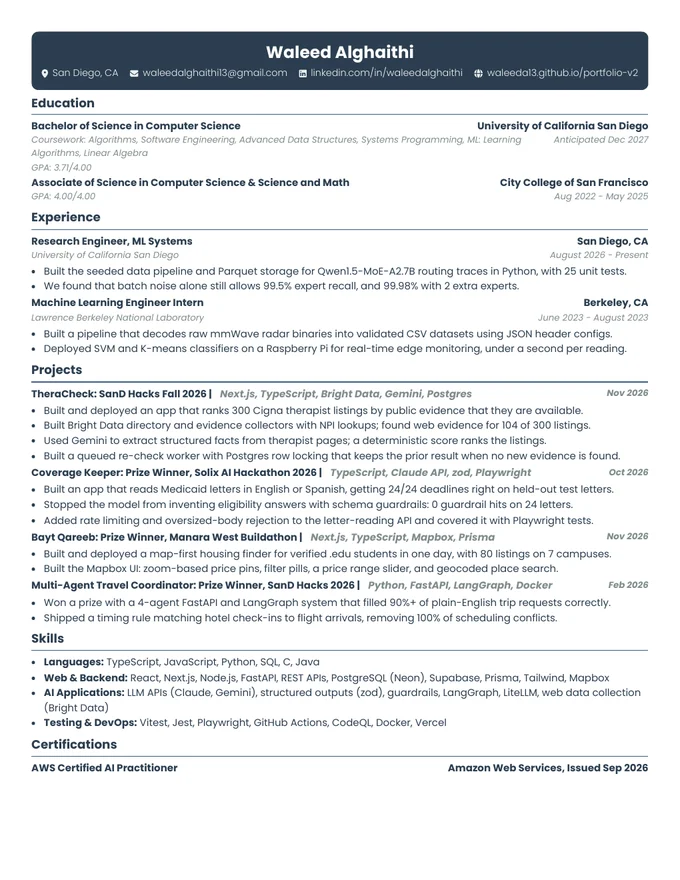 Waleed Alghaithi
San Diego, CA waleedalghaithi13@gmail.com linkedin.com/in/waleedalghaithi waleeda13.github.io/portfolio-v2
Education
Bachelor of Science in Computer Science University of California San Diego
Coursework: Algorithms, Software Engineering, Advanced Data Structures, Systems Programming, ML: Learning Anticipated Dec 2027
Algorithms, Linear Algebra
GPA: 3.71/4.00
Associate of Science in Computer Science & Science and Math City College of San Francisco
GPA: 4.00/4.00 Aug 2022 - May 2025
Experience
Research Engineer, ML Systems San Diego, CA
University of California San Diego August 2026 - Present
• Built the seeded data pipeline and Parquet storage for Qwen1.5-MoE-A2.7B routing traces in Python, with 25 unit tests.
• We found that batch noise alone still allows 99.5% expert recall, and 99.98% with 2 extra experts.
Machine Learning Engineer Intern Berkeley, CA
Lawrence Berkeley National Laboratory June 2023 - August 2023
• Built a pipeline that decodes raw mmWave radar binaries into validated CSV datasets using JSON header configs.
• Deployed SVM and K-means classifiers on a Raspberry Pi for real-time edge monitoring, under a second per reading.
Projects
TheraCheck: SanD Hacks Fall 2026 | Next.js, TypeScript, Bright Data, Gemini, Postgres Nov 2026
• Built and deployed an app that ranks 300 Cigna therapist listings by public evidence that they are available.
• Built Bright Data directory and evidence collectors with NPI lookups; found web evidence for 104 of 300 listings.
• Used Gemini to extract structured facts from therapist pages; a deterministic score ranks the listings.
• Built a queued re-check worker with Postgres row locking that keeps the prior result when no new evidence is found.
Coverage Keeper: Prize Winner, Solix AI Hackathon 2026 | TypeScript, Claude API, zod, Playwright Oct 2026
• Built an app that reads Medicaid letters in English or Spanish, getting 24/24 deadlines right on held-out test letters.
• Stopped the model from inventing eligibility answers with schema guardrails: 0 guardrail hits on 24 letters.
• Added rate limiting and oversized-body rejection to the letter-reading API and covered it with Playwright tests.
Bayt Qareeb: Prize Winner, Manara West Buildathon | Next.js, TypeScript, Mapbox, Prisma Nov 2026
• Built and deployed a map-first housing finder for verified .edu students in one day, with 80 listings on 7 campuses.
• Built the Mapbox UI: zoom-based price pins, filter pills, a price range slider, and geocoded place search.
Multi-Agent Travel Coordinator: Prize Winner, SanD Hacks 2026 | Python, FastAPI, LangGraph, Docker Feb 2026
• Won a prize with a 4-agent FastAPI and LangGraph system that filled 90%+ of plain-English trip requests correctly.
• Shipped a timing rule matching hotel check-ins to flight arrivals, removing 100% of scheduling conflicts.
Skills
• Languages: TypeScript, JavaScript, Python, SQL, C, Java
• Web & Backend: React, Next.js, Node.js, FastAPI, REST APIs, PostgreSQL (Neon), Supabase, Prisma, Tailwind, Mapbox
• AI Applications: LLM APIs (Claude, Gemini), structured outputs (zod), guardrails, LangGraph, LiteLLM, web data collection
(Bright Data)
• Testing & DevOps: Vitest, Jest, Playwright, GitHub Actions, CodeQL, Docker, Vercel
Certifications
AWS Certified AI Practitioner Amazon Web Services, Issued Sep 2026